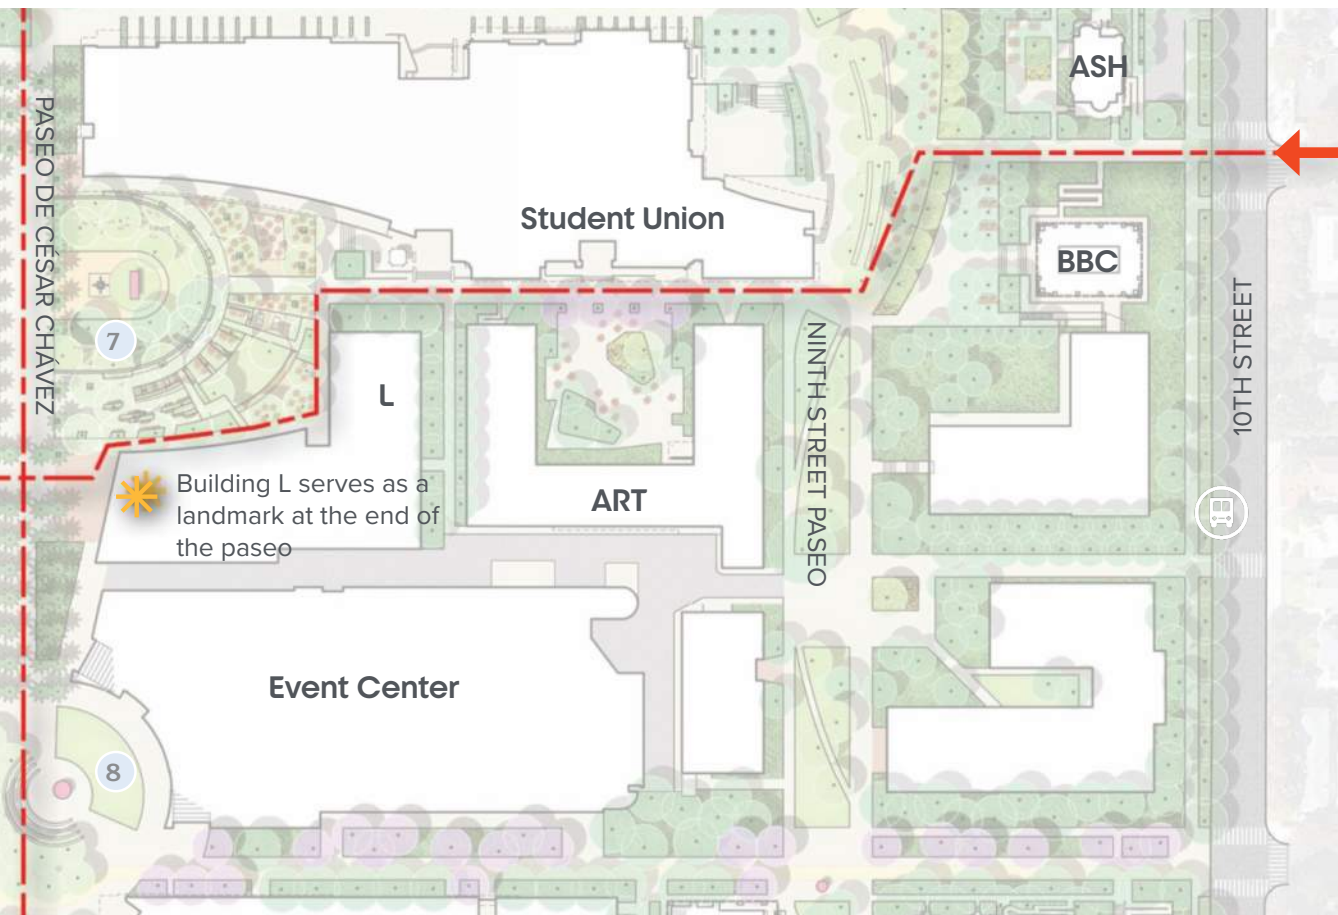 ASH
PASEO DE CÉSAR CHÁVEZ
Student Union
BBC
7
10TH STREET
NINTH STREET PASEO
L
Building L serves as a
landmark at the end of
the paseo
ART
Event Center
8